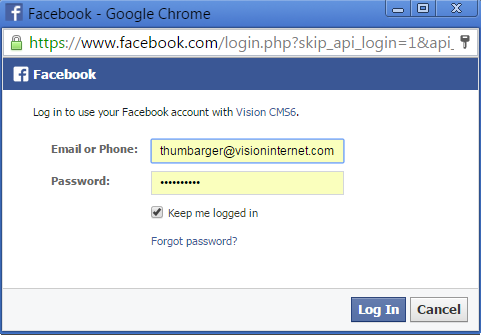 Facebook - Google Chrome
https://www.facebook.com/login.php?skip_api_login=1&api_
Facebook
Log in to use your Facebook account with Vision CMS6.
Email or Phone: thumbarger@visioninternet.com
Password: ••••••••••
Keep me logged in
Forgot password?
Log In Cancel